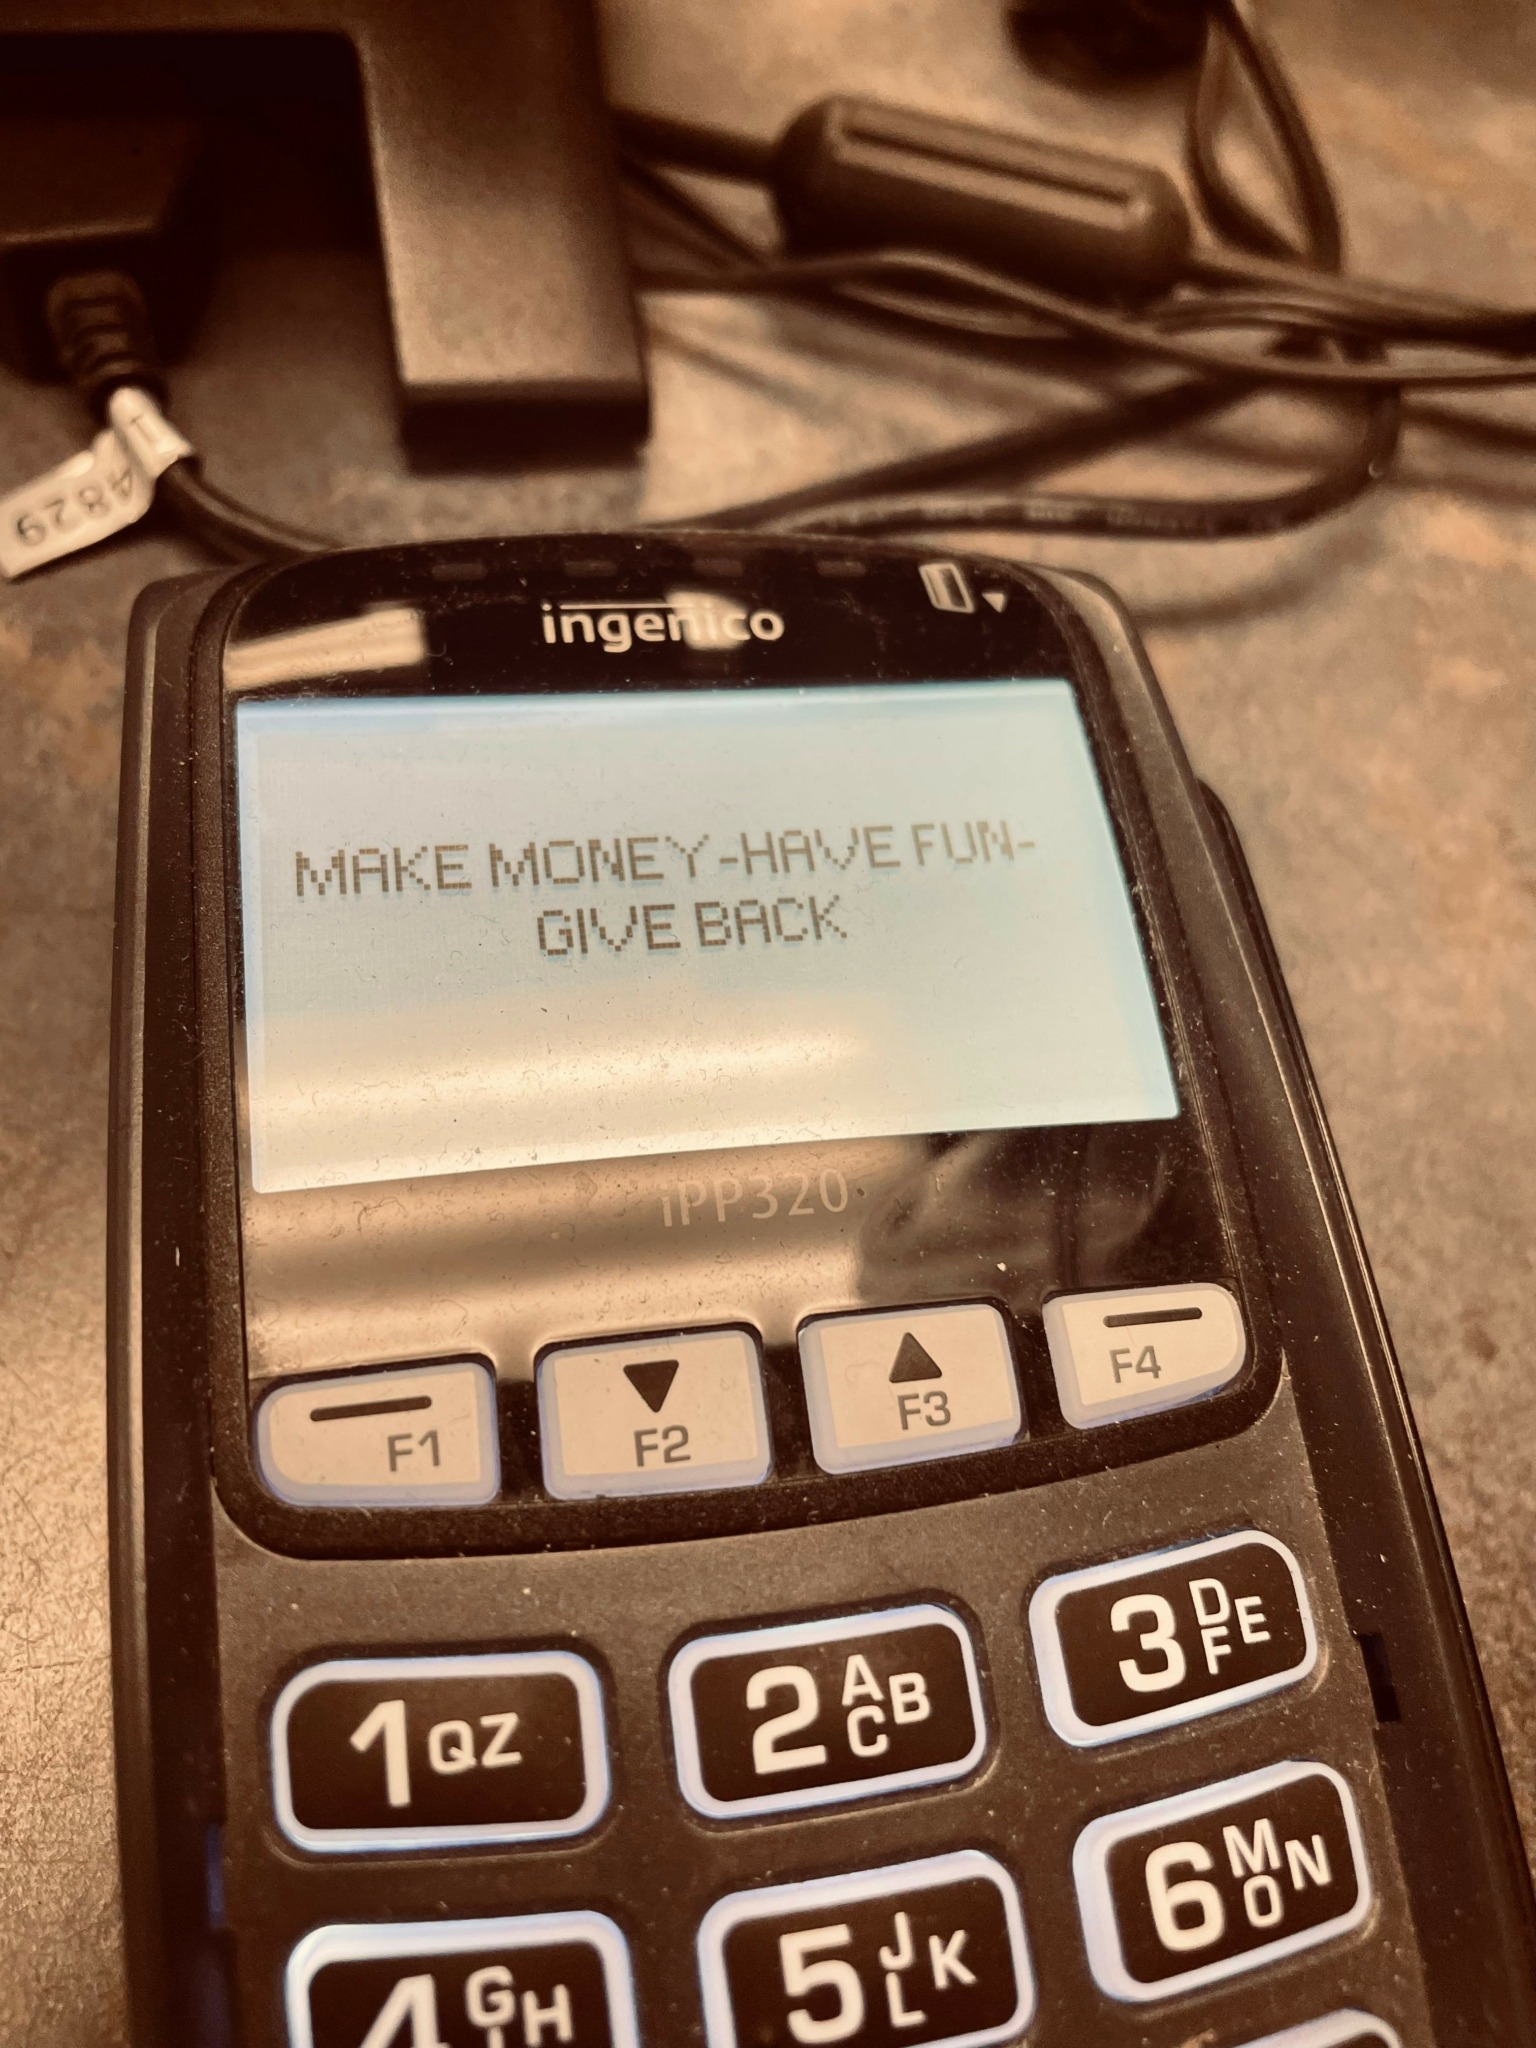 14829
ingenico
MAKE MONEY-HAVE FUN-
GIVE BACK
iPP320
F1
F2
F3
F4
1 QZ
2 ABC
3 DEF
4 GHI
5 JKL
6 MNO